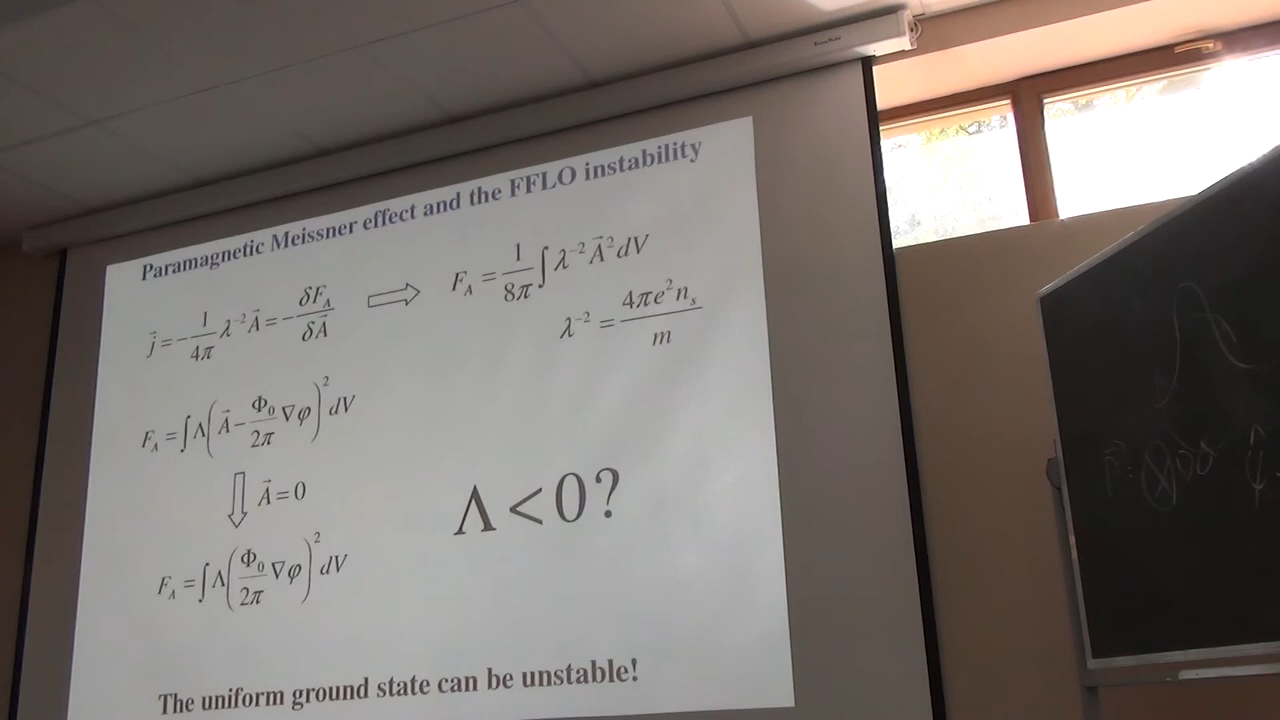 Paramagnetic Meissner effect and the FFLO instability
j⃗ = −(1/4π) λ⁻² A⃗ = −δF_A/δA⃗ ⇒ F_A = (1/8π) ∫ λ⁻² A⃗² dV
λ⁻² = 4πe²n_s/m
F_A = ∫ Λ (A⃗ − (Φ₀/2π) ∇φ)² dV
⇓ A⃗ = 0
Λ < 0?
F_A = ∫ Λ ((Φ₀/2π) ∇φ)² dV
The uniform ground state can be unstable!